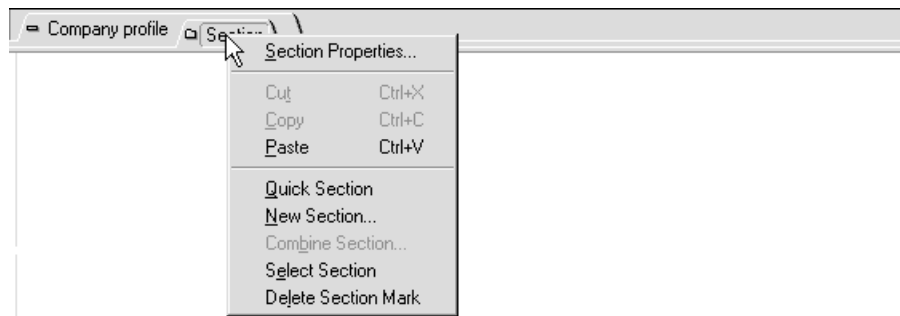 Company profile Section
Section Properties...
Cut Ctrl+X
Copy Ctrl+C
Paste Ctrl+V
Quick Section
New Section...
Combine Section...
Select Section
Delete Section Mark